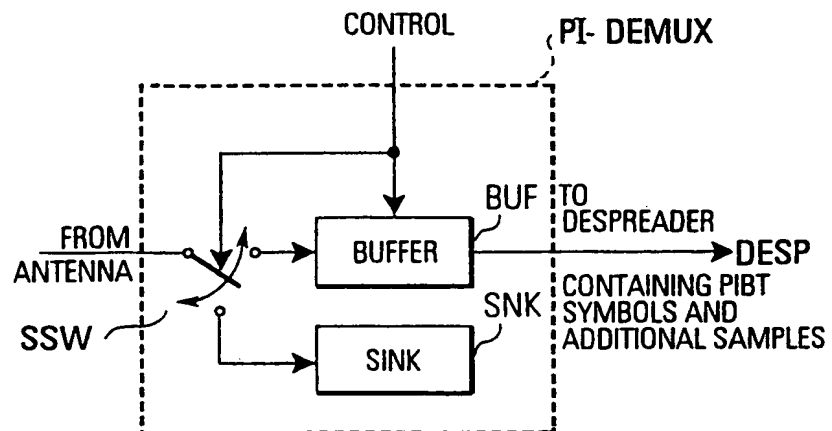 CONTROL
PI- DEMUX
BUF
TO
DESPREADER
FROM
ANTENNA
BUFFER
DESP
CONTAINING PIBT
SYMBOLS AND
ADDITIONAL SAMPLES
SSW
SNK
SINK